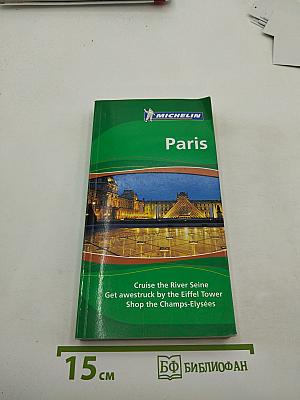 MICHELIN
Paris
Cruise the River Seine
Get awestruck by the Eiffel Tower
Shop the Champs-Elysées
15 см
БФ БИБЛИОФАН